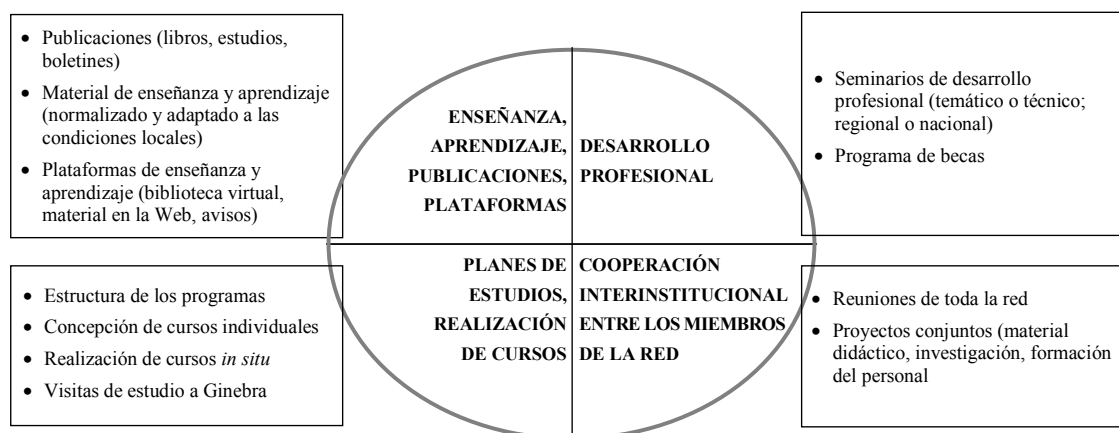 • Publicaciones (libros, estudios,
boletines)
• Material de enseñanza y aprendizaje
(normalizado y adaptado a las
condiciones locales)
• Plataformas de enseñanza y
aprendizaje (biblioteca virtual,
material en la Web, avisos)
ENSEÑANZA,
APRENDIZAJE,
PUBLICACIONES,
PLATAFORMAS
DESARROLLO
PROFESIONAL
• Seminarios de desarrollo
profesional (temático o técnico;
regional o nacional)
• Programa de becas
• Estructura de los programas
• Concepción de cursos individuales
• Realización de cursos in situ
• Visitas de estudio a Ginebra
PLANES DE
ESTUDIOS,
REALIZACIÓN
DE CURSOS
COOPERACIÓN
INTERINSTITUCIONAL
ENTRE LOS MIEMBROS
DE LA RED
• Reuniones de toda la red
• Proyectos conjuntos (material
didáctico, investigación, formación
del personal